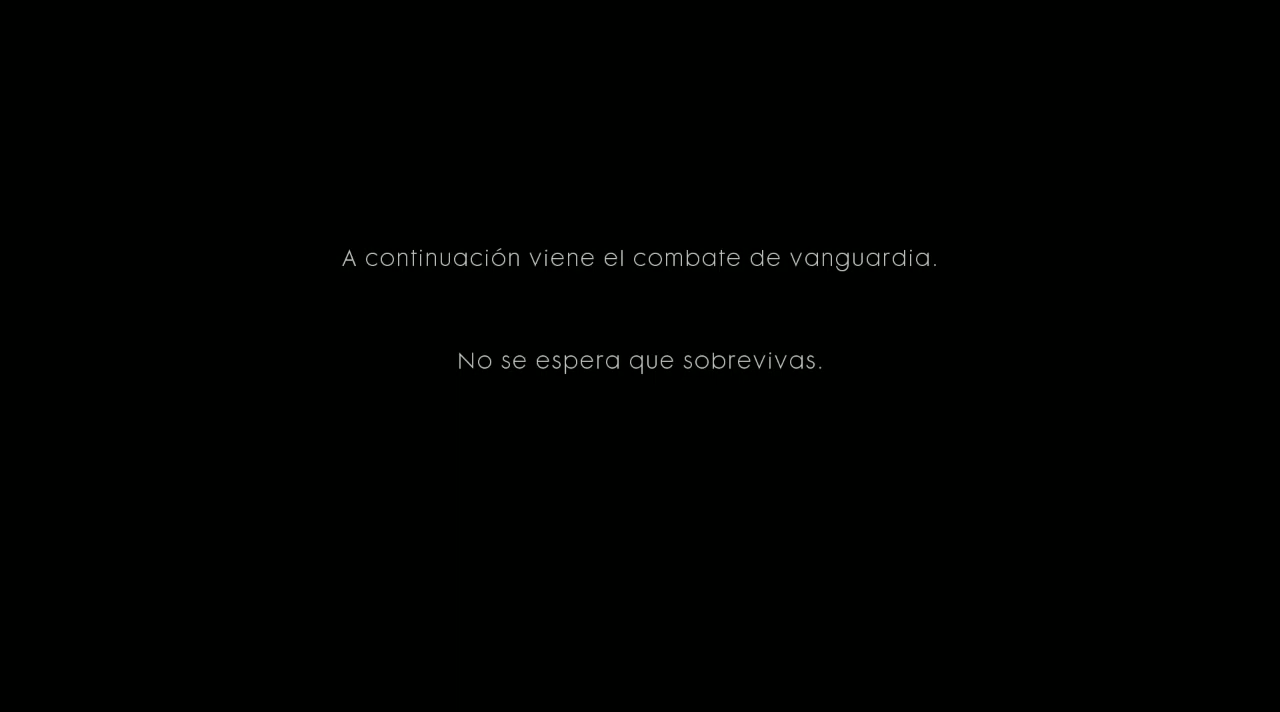 A continuación viene el combate de vanguardia.
No se espera que sobrevivas.